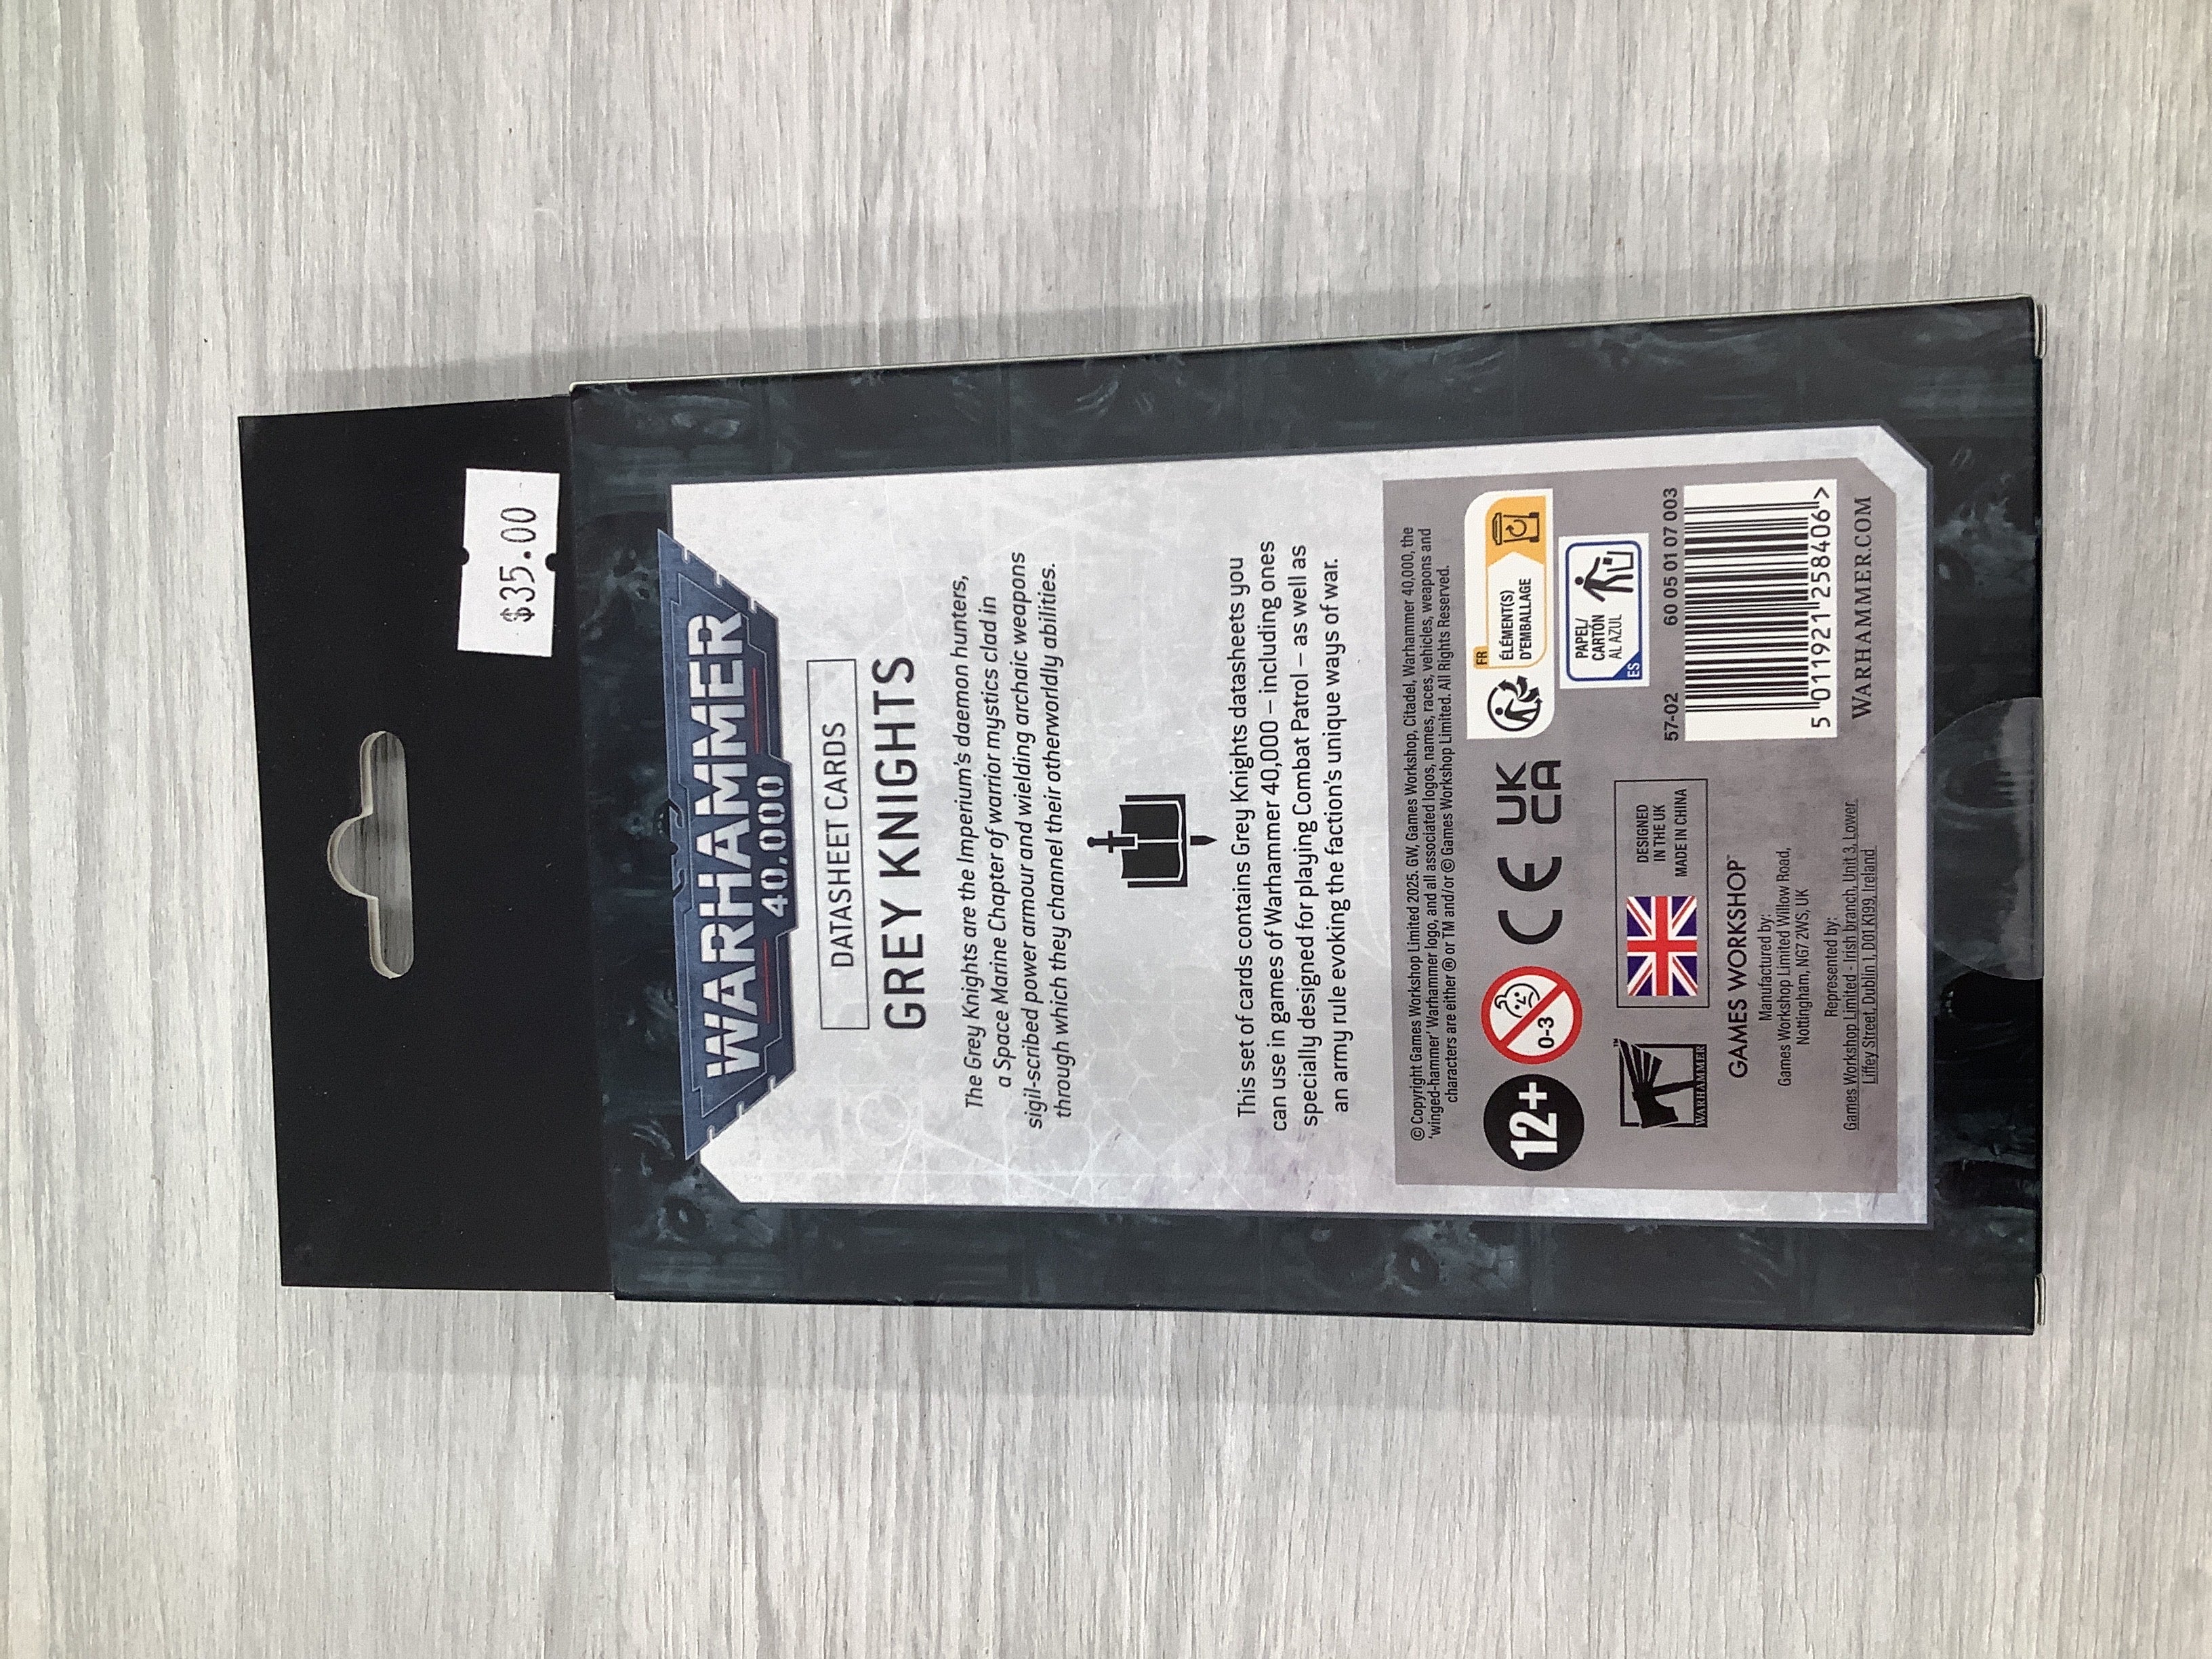 $35.00
WARHAMMER
40,000
DATASHEET CARDS
GREY KNIGHTS
The Grey Knights are the Imperium's daemon hunters,
a Space Marine Chapter of warrior mystics clad in
sigil-scribed power armour and wielding archaic weapons
through which they channel their otherworldly abilities.
This set of cards contains Grey Knights datasheets you
can use in games of Warhammer 40,000 – including ones
specially designed for playing Combat Patrol – as well as
an army rule evoking the faction's unique ways of war.
© Copyright Games Workshop Limited 2025. GW, Games Workshop, Citadel, Warhammer 40,000, the
'winged-hammer' Warhammer logo, and all associated logos, names, races, vehicles, weapons and
characters are either ® or TM and/or © Games Workshop Limited. All Rights Reserved.
12+
0-3
CE
UK
CA
FR
ÉLÉMENT(S)
D'EMBALLAGE
PAPEL/
CARTÓN
AL AZUL
ES
WARHAMMER™
DESIGNED
IN THE UK
MADE IN CHINA
57-02 60 05 01 07 003
5 011921 258406 >
GAMES WORKSHOP™
Manufactured by:
Games Workshop Limited Willow Road,
Nottingham, NG7 2WS, UK
Represented by:
Games Workshop Limited - Irish branch, Unit 3, Lower
Liffey Street, Dublin 1, D01 K199, Ireland
WARHAMMER.COM